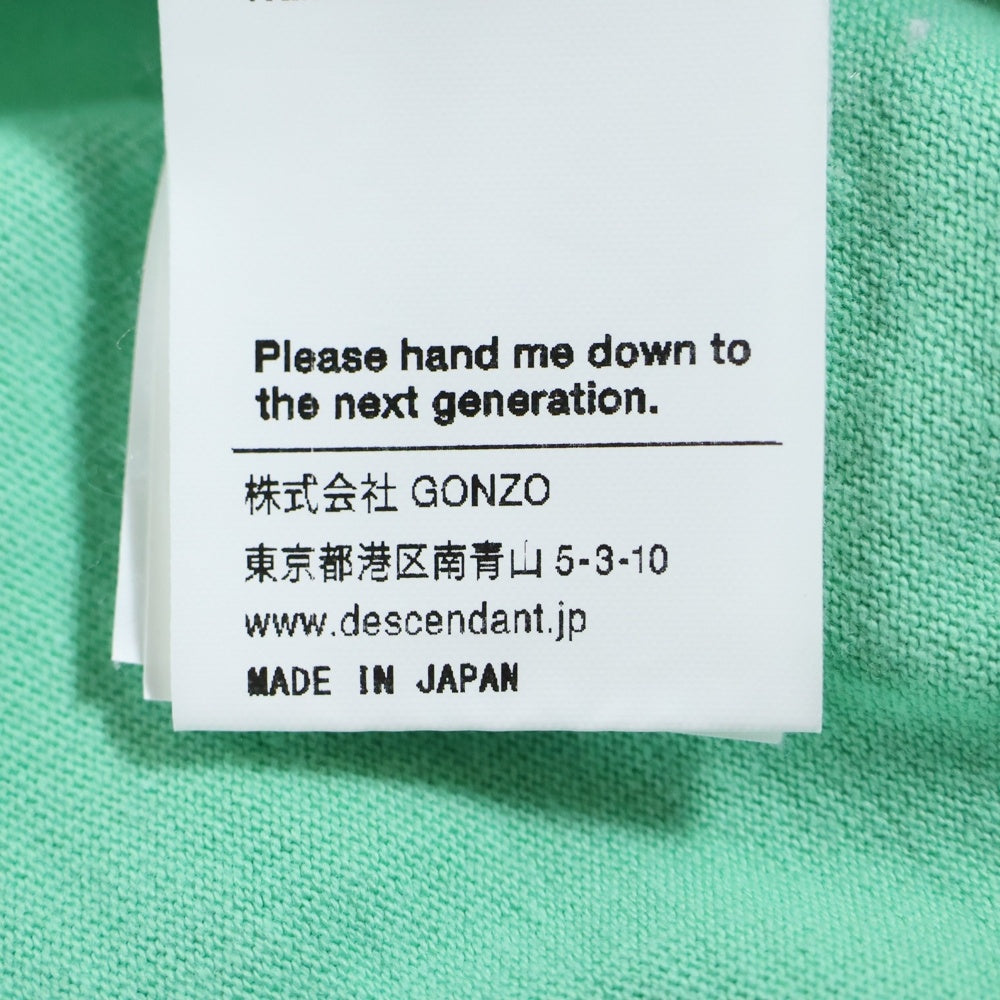 Please hand me down to
the next generation.
株式会社 GONZO
東京都港区南青山 5-3-10
www.descendant.jp
MADE IN JAPAN